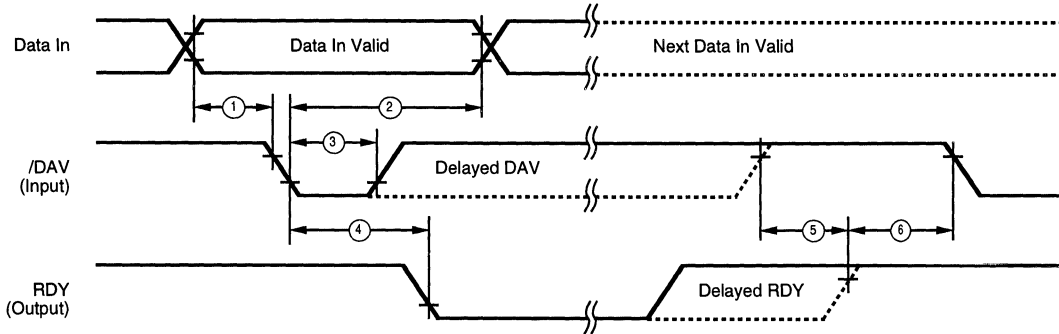 Data In
Data In Valid
Next Data In Valid
1
2
3
/DAV
(Input)
Delayed DAV
4
5
6
RDY
(Output)
Delayed RDY